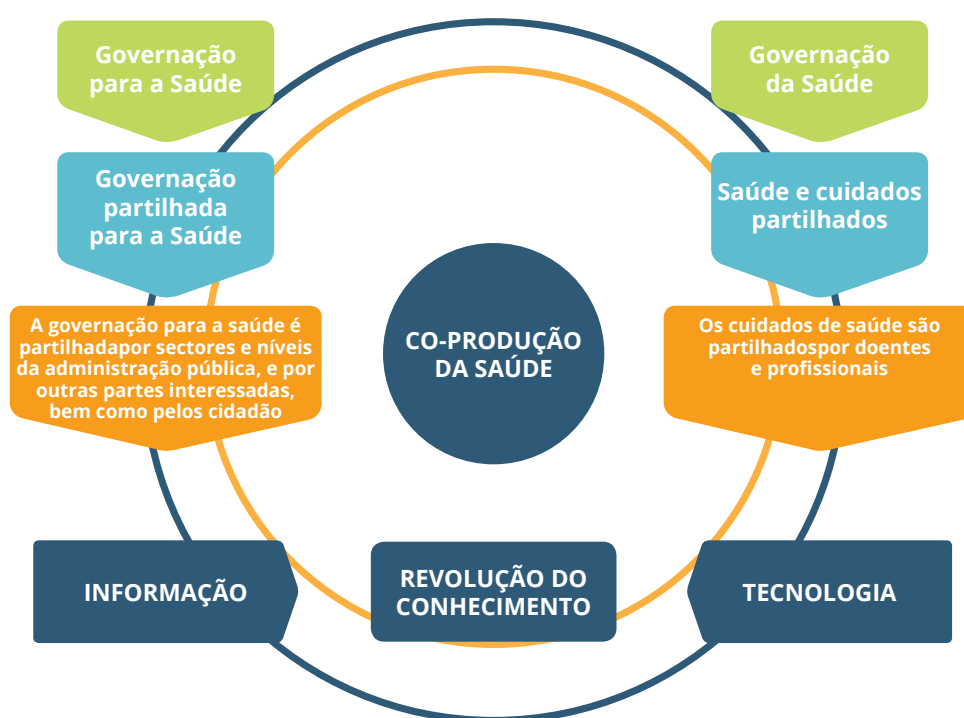 Governação
para a Saúde
Governação
da Saúde
Governação
partilhada
para a Saúde
Saúde e cuidados
partilhados
A governação para a saúde é
partilhadapor sectores e níveis
da administração pública, e por
outras partes interessadas,
bem como pelos cidadão
CO-PRODUÇÃO
DA SAÚDE
Os cuidados de saúde são
partilhadospor doentes
e profissionais
INFORMAÇÃO
REVOLUÇÃO DO
CONHECIMENTO
TECNOLOGIA